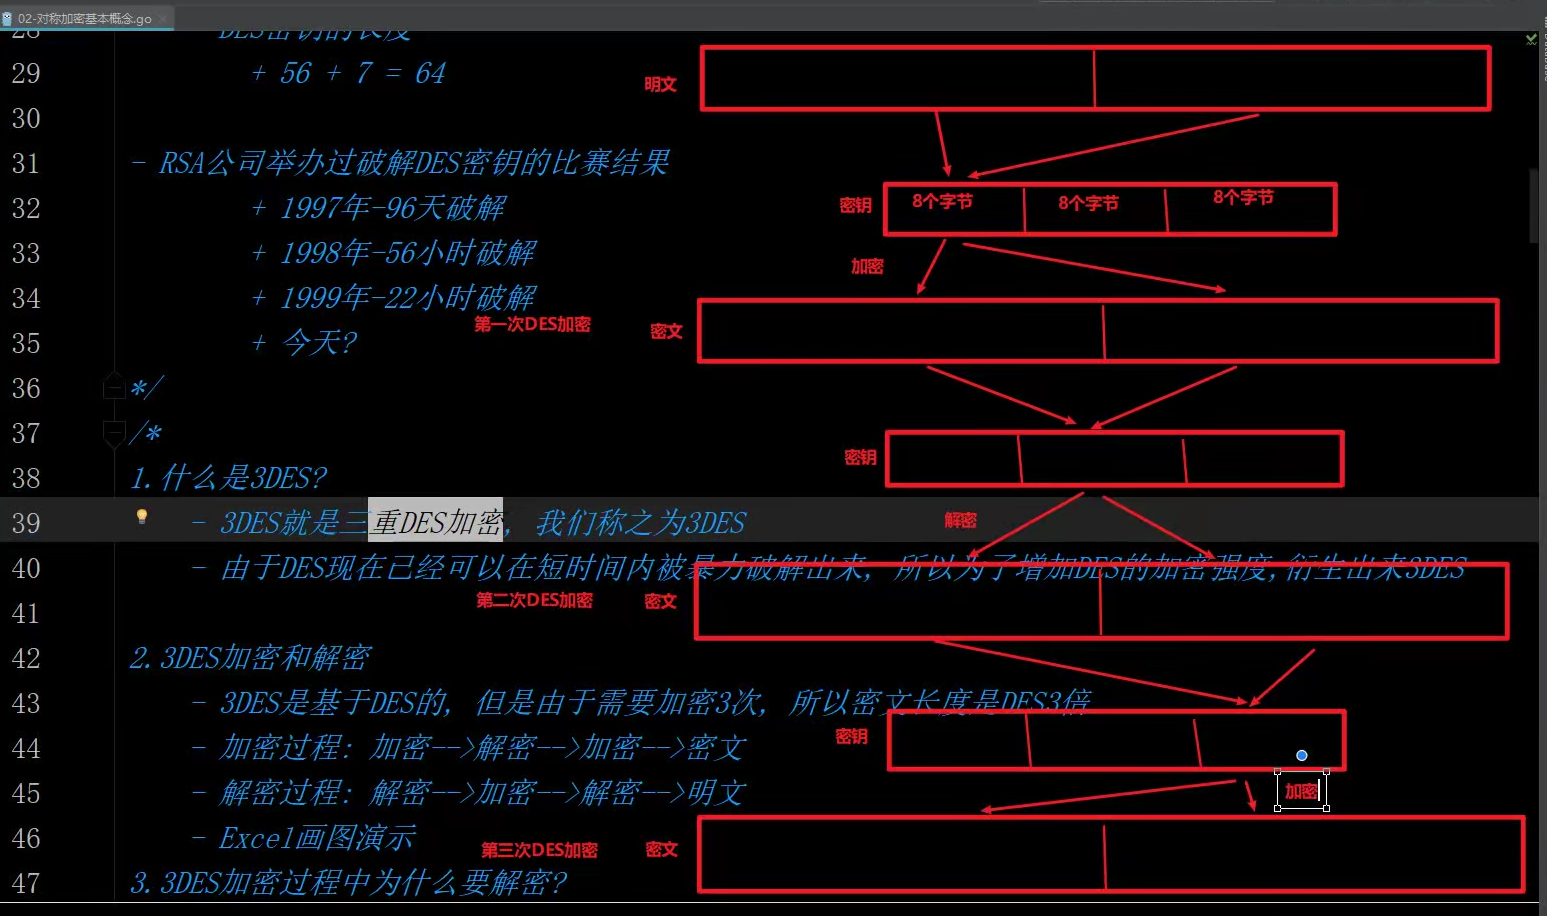 02-对称加密基本概念.go
28 DES密钥的长度
29 + 56 + 7 = 64
明文
30
31 - RSA公司举办过破解DES密钥的比赛结果
32 + 1997年-96天破解
密钥 8个字节 8个字节 8个字节
33 + 1998年-56小时破解
加密
34 + 1999年-22小时破解
第一次DES加密 密文
35 + 今天?
36 */
37 /*
密钥
38 1.什么是3DES?
39 - 3DES就是三重DES加密, 我们称之为3DES
解密
40 - 由于DES现在已经可以在短时间内被暴力破解出来, 所以为了增加DES的加密强度,衍生出来3DES
第二次DES加密 密文
41
42 2.3DES加密和解密
43 - 3DES是基于DES的, 但是由于需要加密3次, 所以密文长度是DES3倍
密钥
44 - 加密过程: 加密-->解密-->加密-->密文
45 - 解密过程: 解密-->加密-->解密-->明文
加密
46 - Excel画图演示
第三次DES加密 密文
47 3.3DES加密过程中为什么要解密?